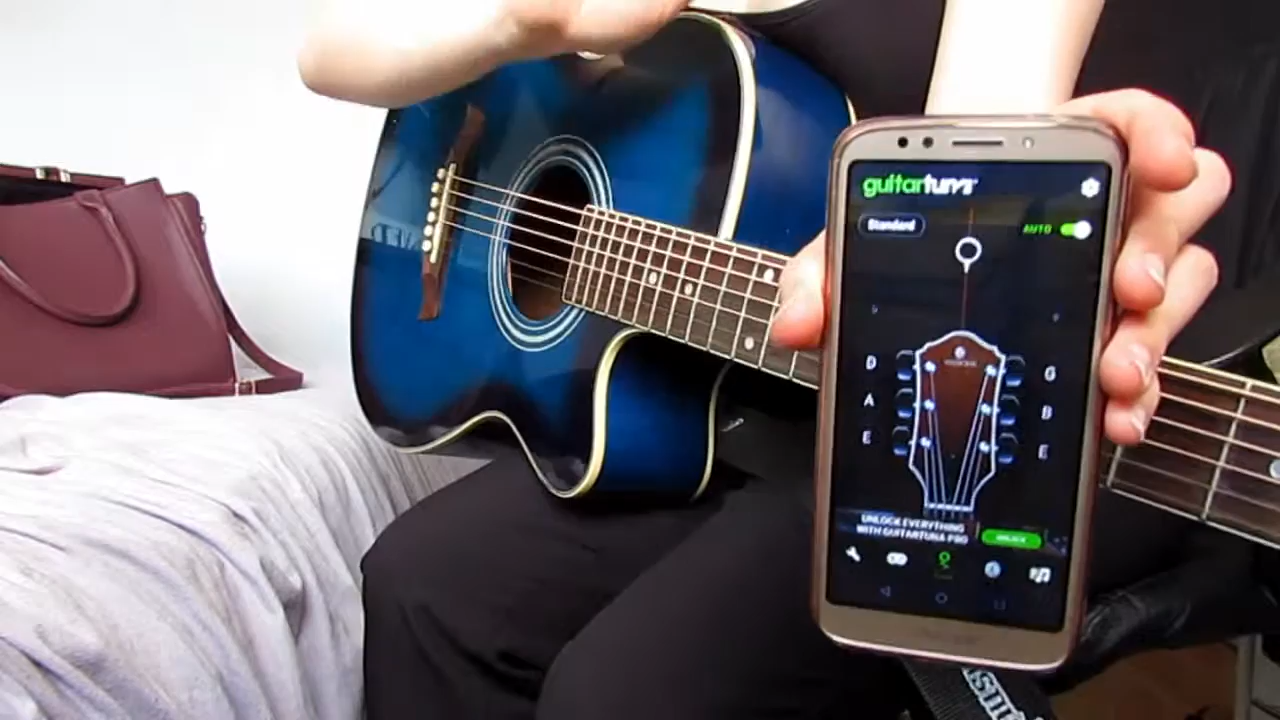 guitartuna
Standard
AUTO
D
G
A
B
E
E
UNLOCK EVERYTHING
WITH GUITARTUNA PRO
UNLOCK